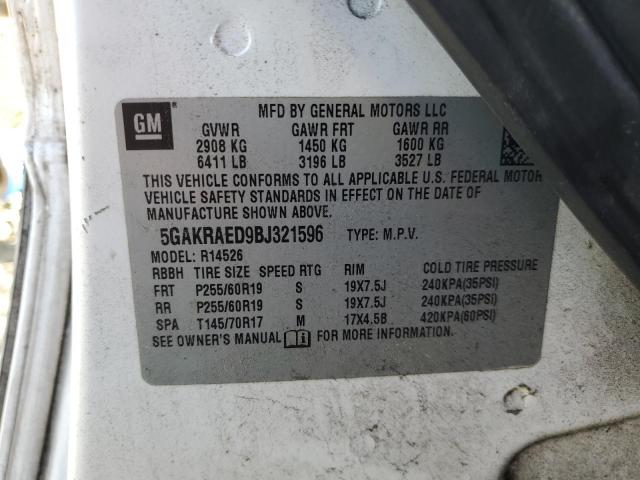 GM
MFD BY GENERAL MOTORS LLC
GVWR GAWR FRT GAWR RR
2908 KG 1450 KG 1600 KG
6411 LB 3196 LB 3527 LB
THIS VEHICLE CONFORMS TO ALL APPLICABLE U.S. FEDERAL MOTOR
VEHICLE SAFETY STANDARDS IN EFFECT ON THE DATE OF
MANUFACTURE SHOWN ABOVE.
5GAKRAED9BJ321596 TYPE: M.P.V.
MODEL: R14526
RBBH TIRE SIZE SPEED RTG RIM COLD TIRE PRESSURE
FRT P255/60R19 S 19X7.5J 240KPA(35PSI)
RR P255/60R19 S 19X7.5J 240KPA(35PSI)
SPA T145/70R17 M 17X4.5B 420KPA(60PSI)
SEE OWNER'S MANUAL FOR MORE INFORMATION.